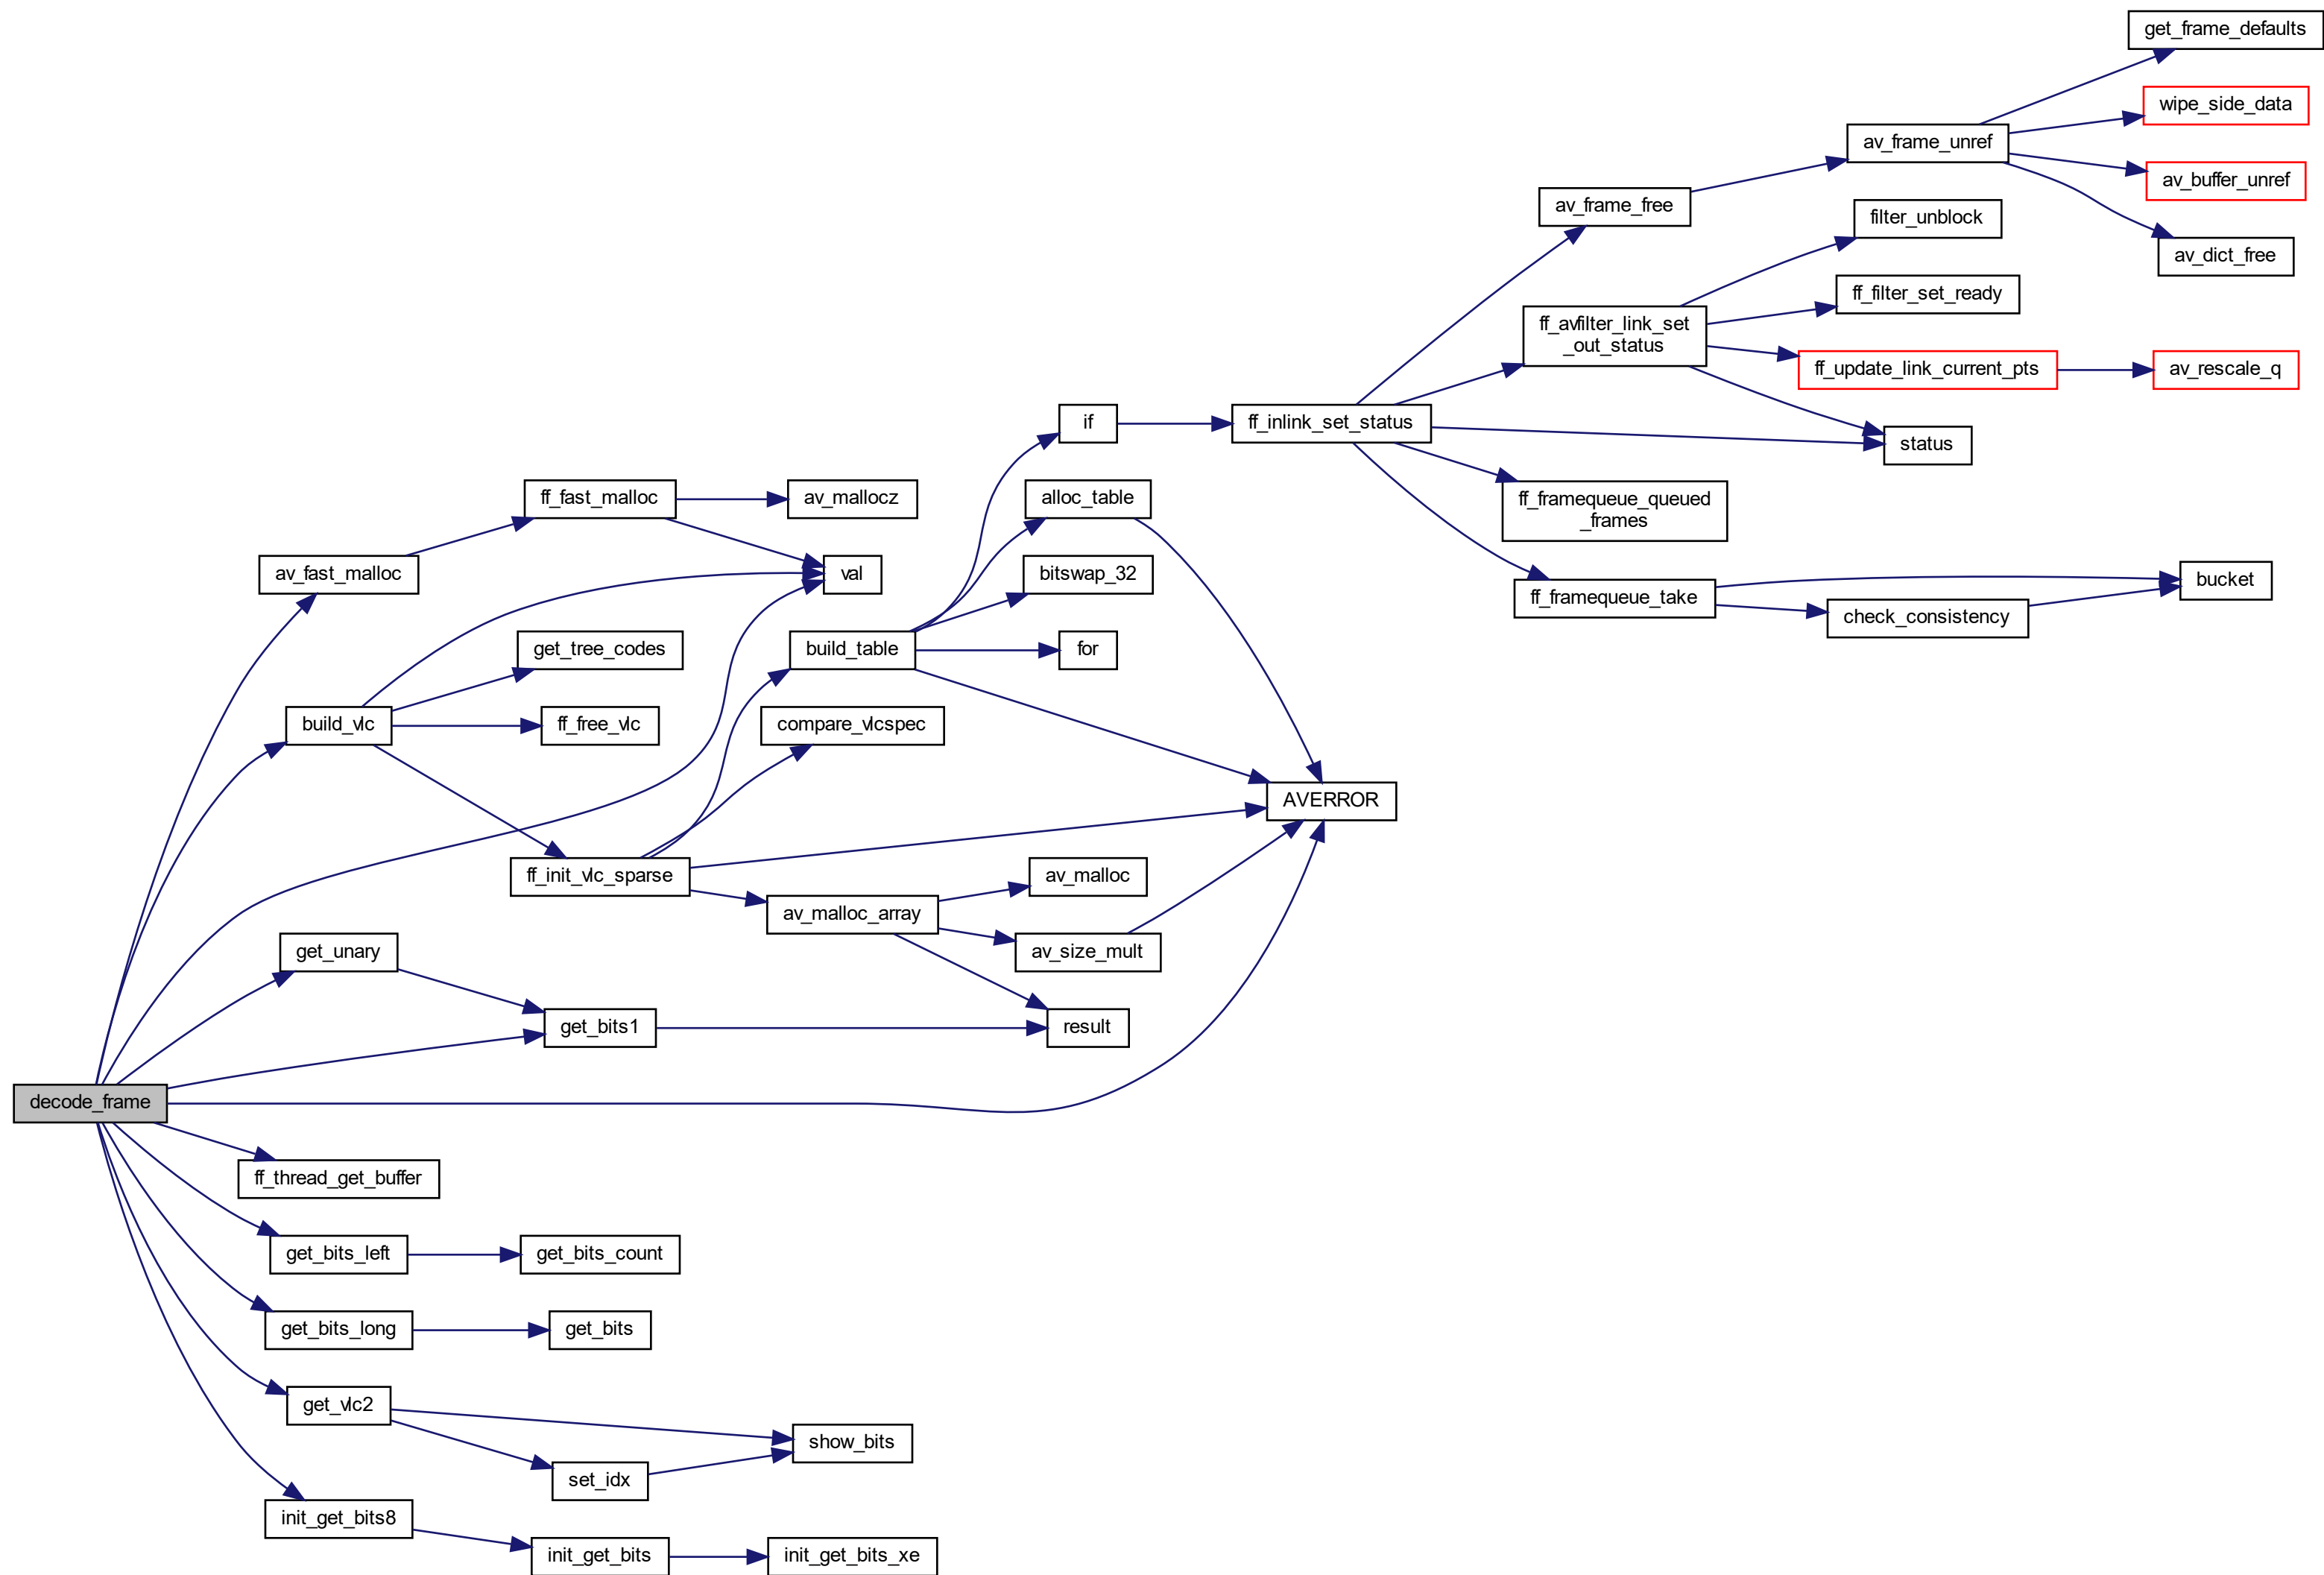 get_frame_defaults
wipe_side_data
av_frame_unref
av_buffer_unref
av_frame_free
filter_unblock
av_dict_free
ff_filter_set_ready
ff_avfilter_link_set
_out_status
ff_update_link_current_pts
av_rescale_q
if
ff_inlink_set_status
status
ff_fast_malloc
av_mallocz
alloc_table
ff_framequeue_queued
_frames
av_fast_malloc
val
bitswap_32
ff_framequeue_take
bucket
check_consistency
get_tree_codes
build_table
for
build_vlc
ff_free_vlc
compare_vlcspec
AVERROR
ff_init_vlc_sparse
av_malloc
av_malloc_array
get_unary
av_size_mult
get_bits1
result
decode_frame
ff_thread_get_buffer
get_bits_left
get_bits_count
get_bits_long
get_bits
get_vlc2
show_bits
set_idx
init_get_bits8
init_get_bits
init_get_bits_xe